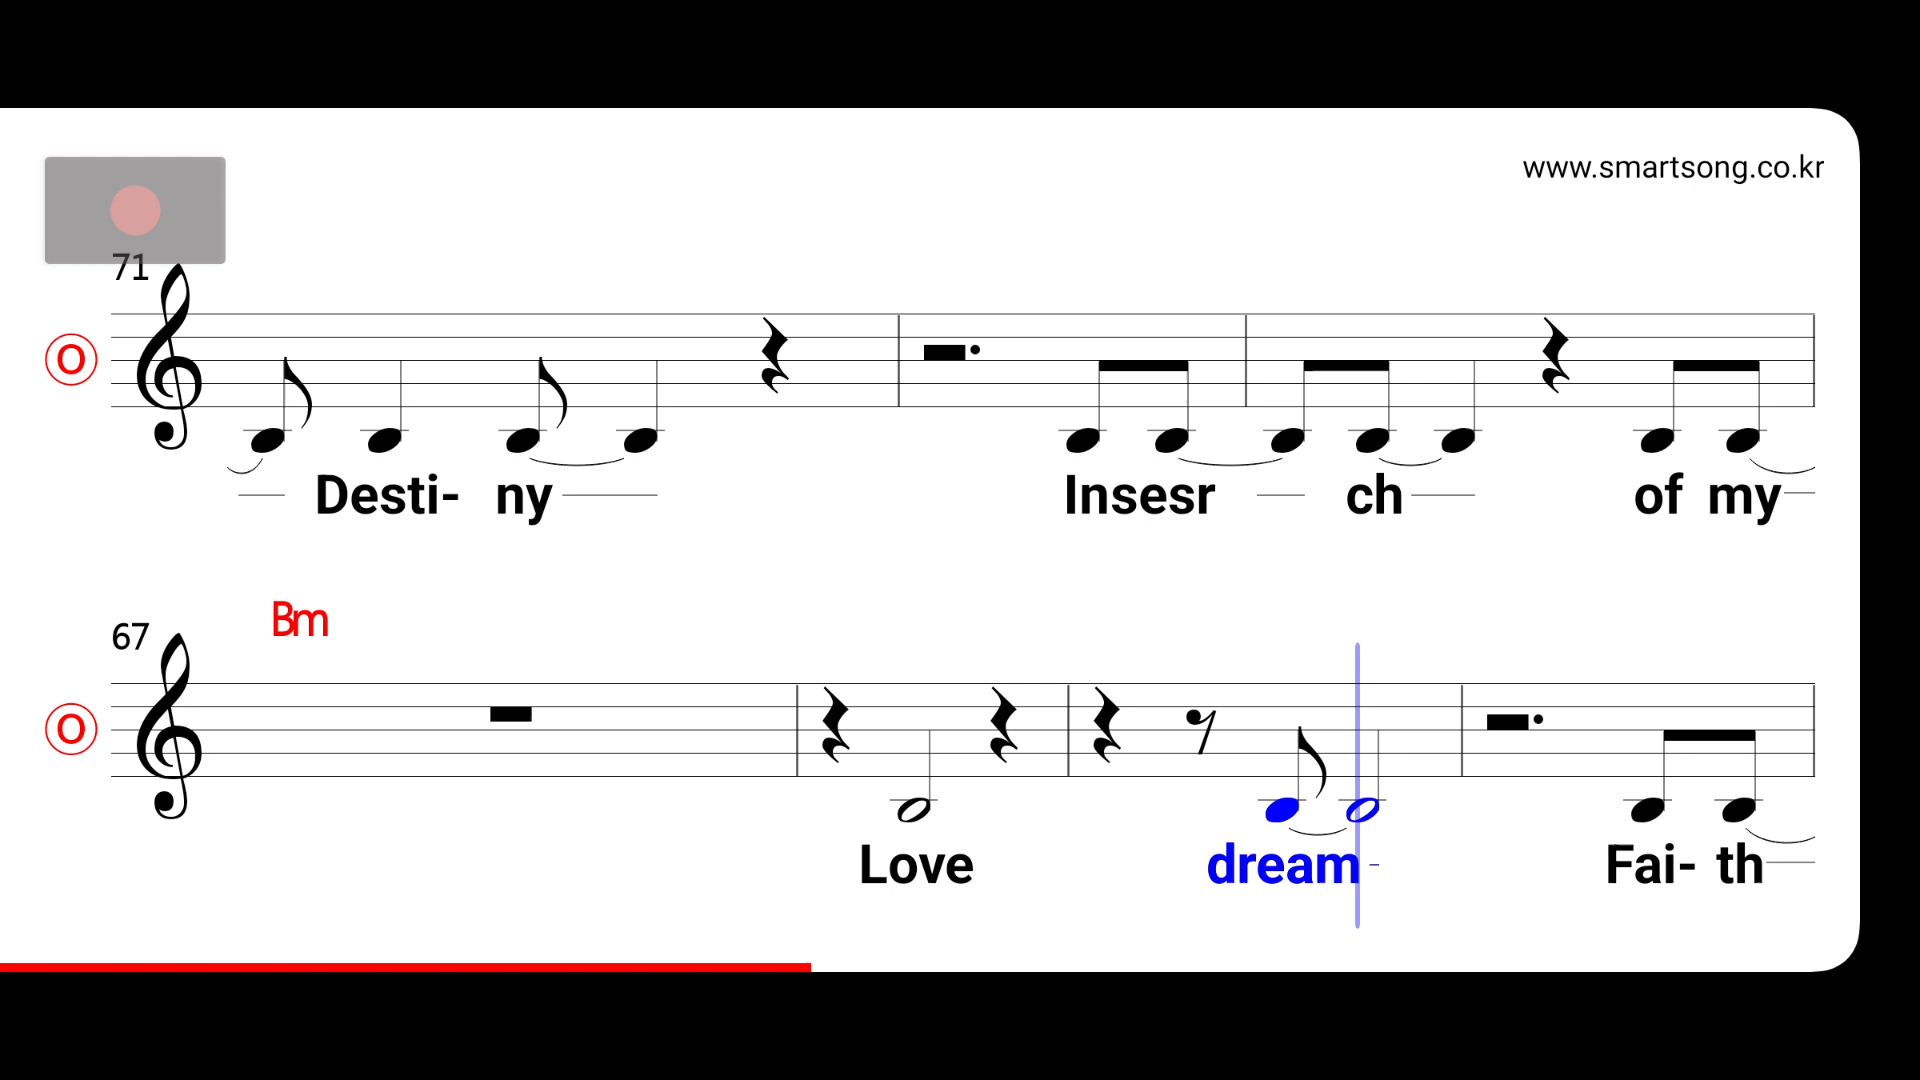 www.smartsong.co.kr
71
O
Desti- ny Insesr ch of my
Bm
67
O
Love dream- Fai- th